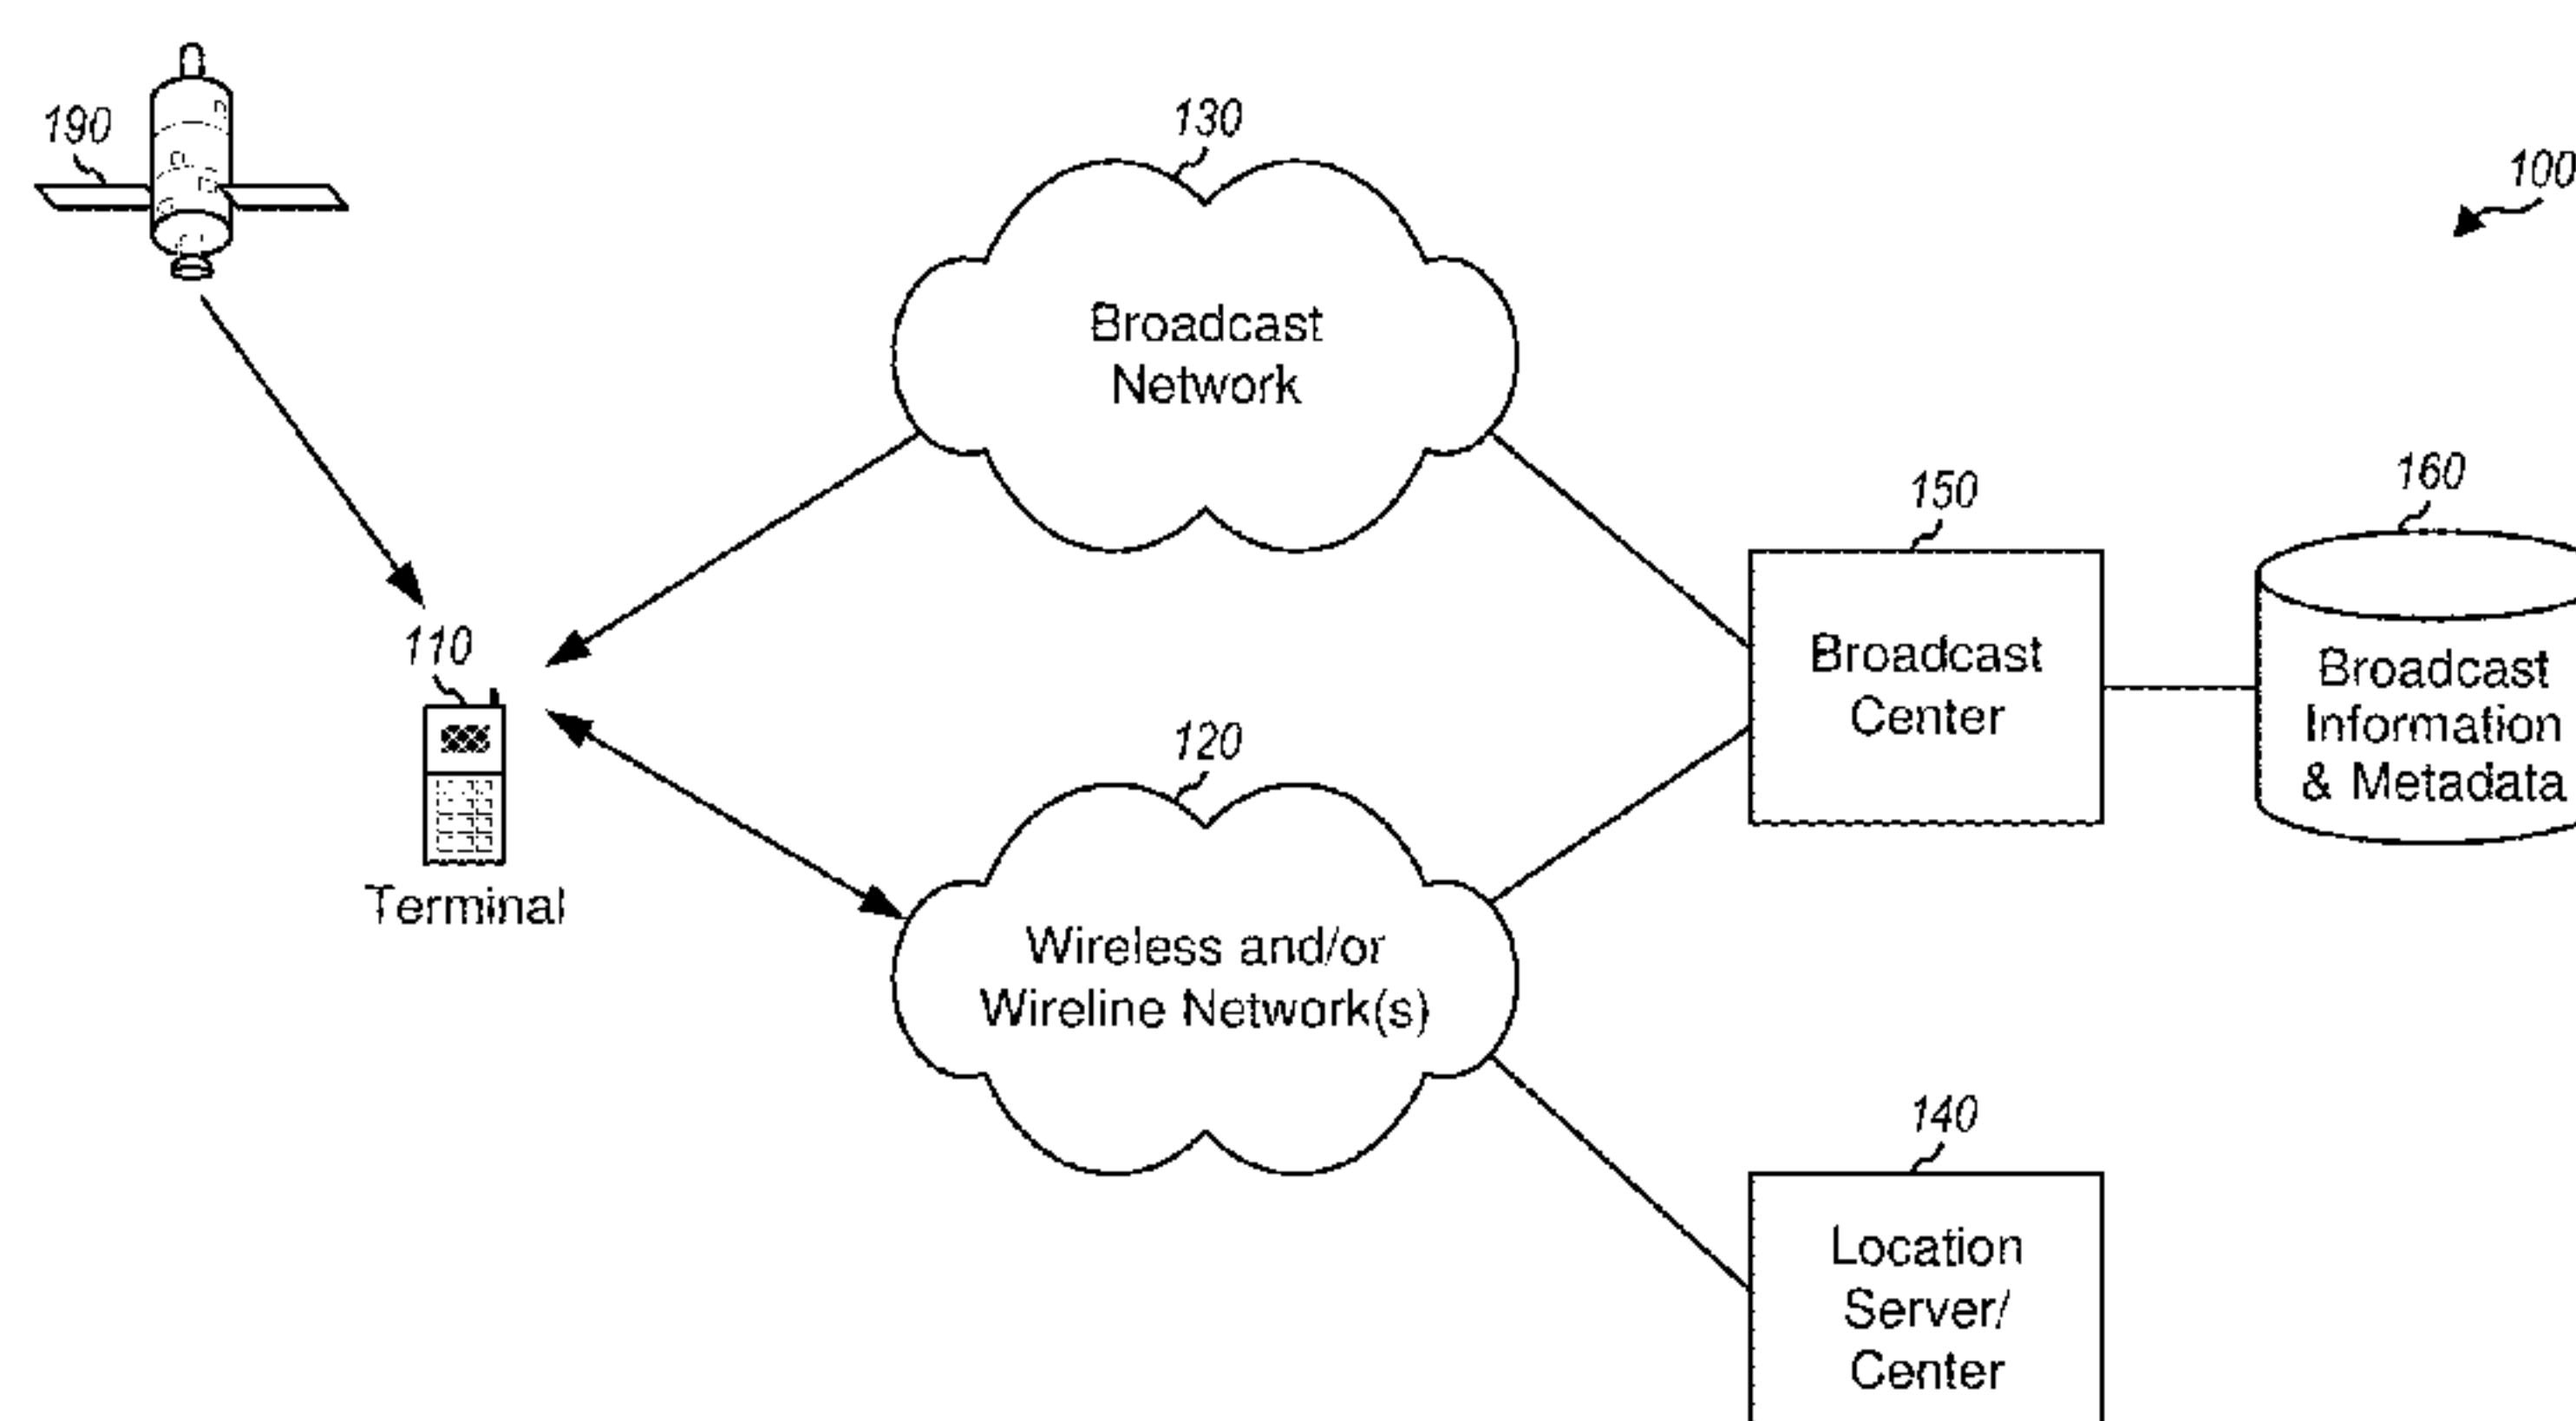 190
130
100
Broadcast
Network
150
160
110
Broadcast
Center
Broadcast
Information
& Metadata
120
Terminal
Wireless and/or
Wireline Network(s)
140
Location
Server/
Center